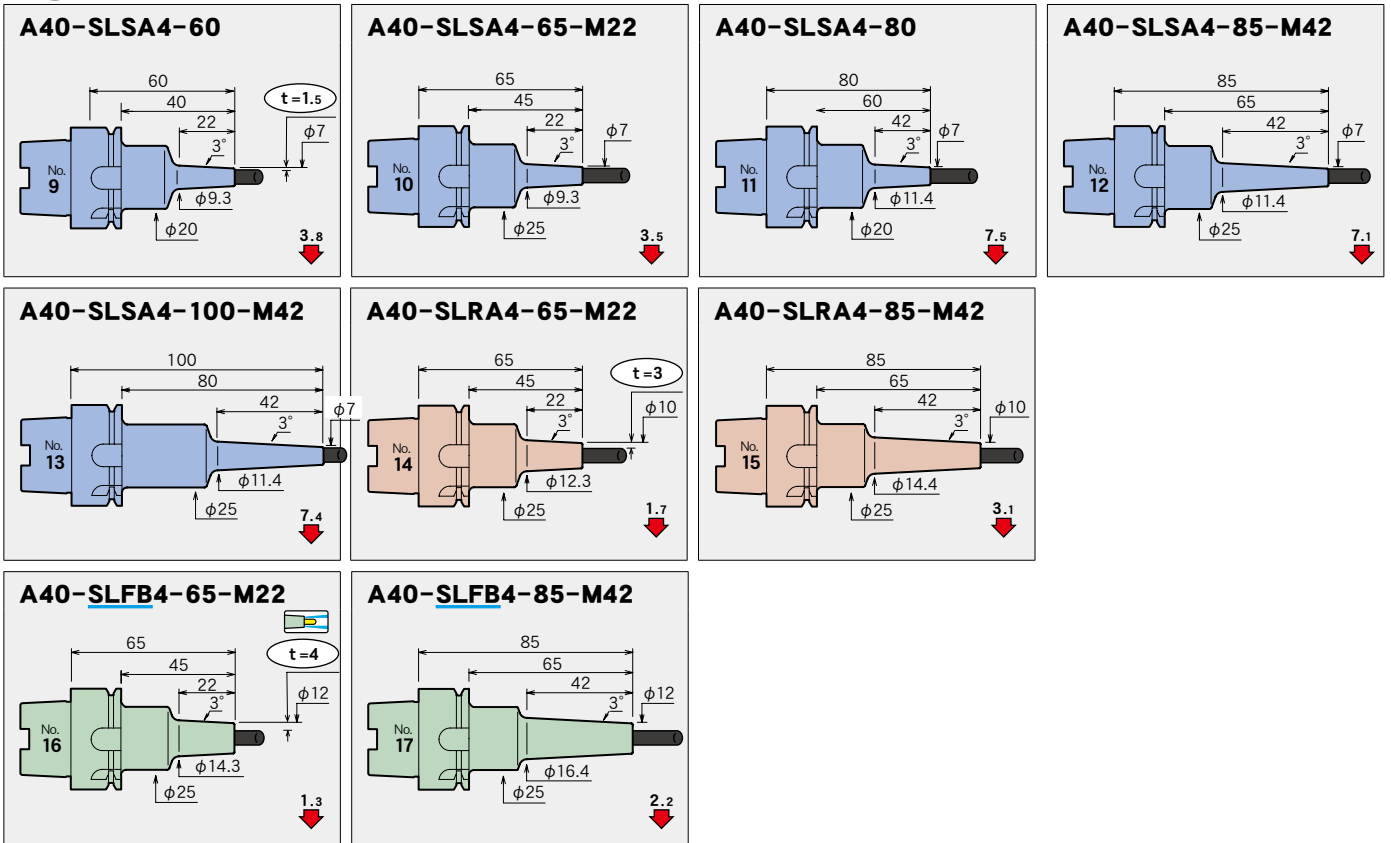 A40-SLSA4-60
60
t=1.5
40
22
φ7
3°
No.
9
φ9.3
φ20
3.8
A40-SLSA4-65-M22
65
45
22
φ7
3°
No.
10
φ9.3
φ25
3.5
A40-SLSA4-80
80
60
42
φ7
3°
No.
11
φ11.4
φ20
7.5
A40-SLSA4-85-M42
85
65
42
φ7
3°
No.
12
φ11.4
φ25
7.1
A40-SLSA4-100-M42
100
80
42
φ7
3°
No.
13
φ11.4
φ25
7.4
A40-SLRA4-65-M22
65
t=3
45
22
φ10
3°
No.
14
φ12.3
φ25
1.7
A40-SLRA4-85-M42
85
65
42
φ10
3°
No.
15
φ14.4
φ25
3.1
A40-SLFB4-65-M22
65
t=4
45
22
φ12
3°
No.
16
φ14.3
φ25
1.3
A40-SLFB4-85-M42
85
65
42
φ12
3°
No.
17
φ16.4
φ25
2.2